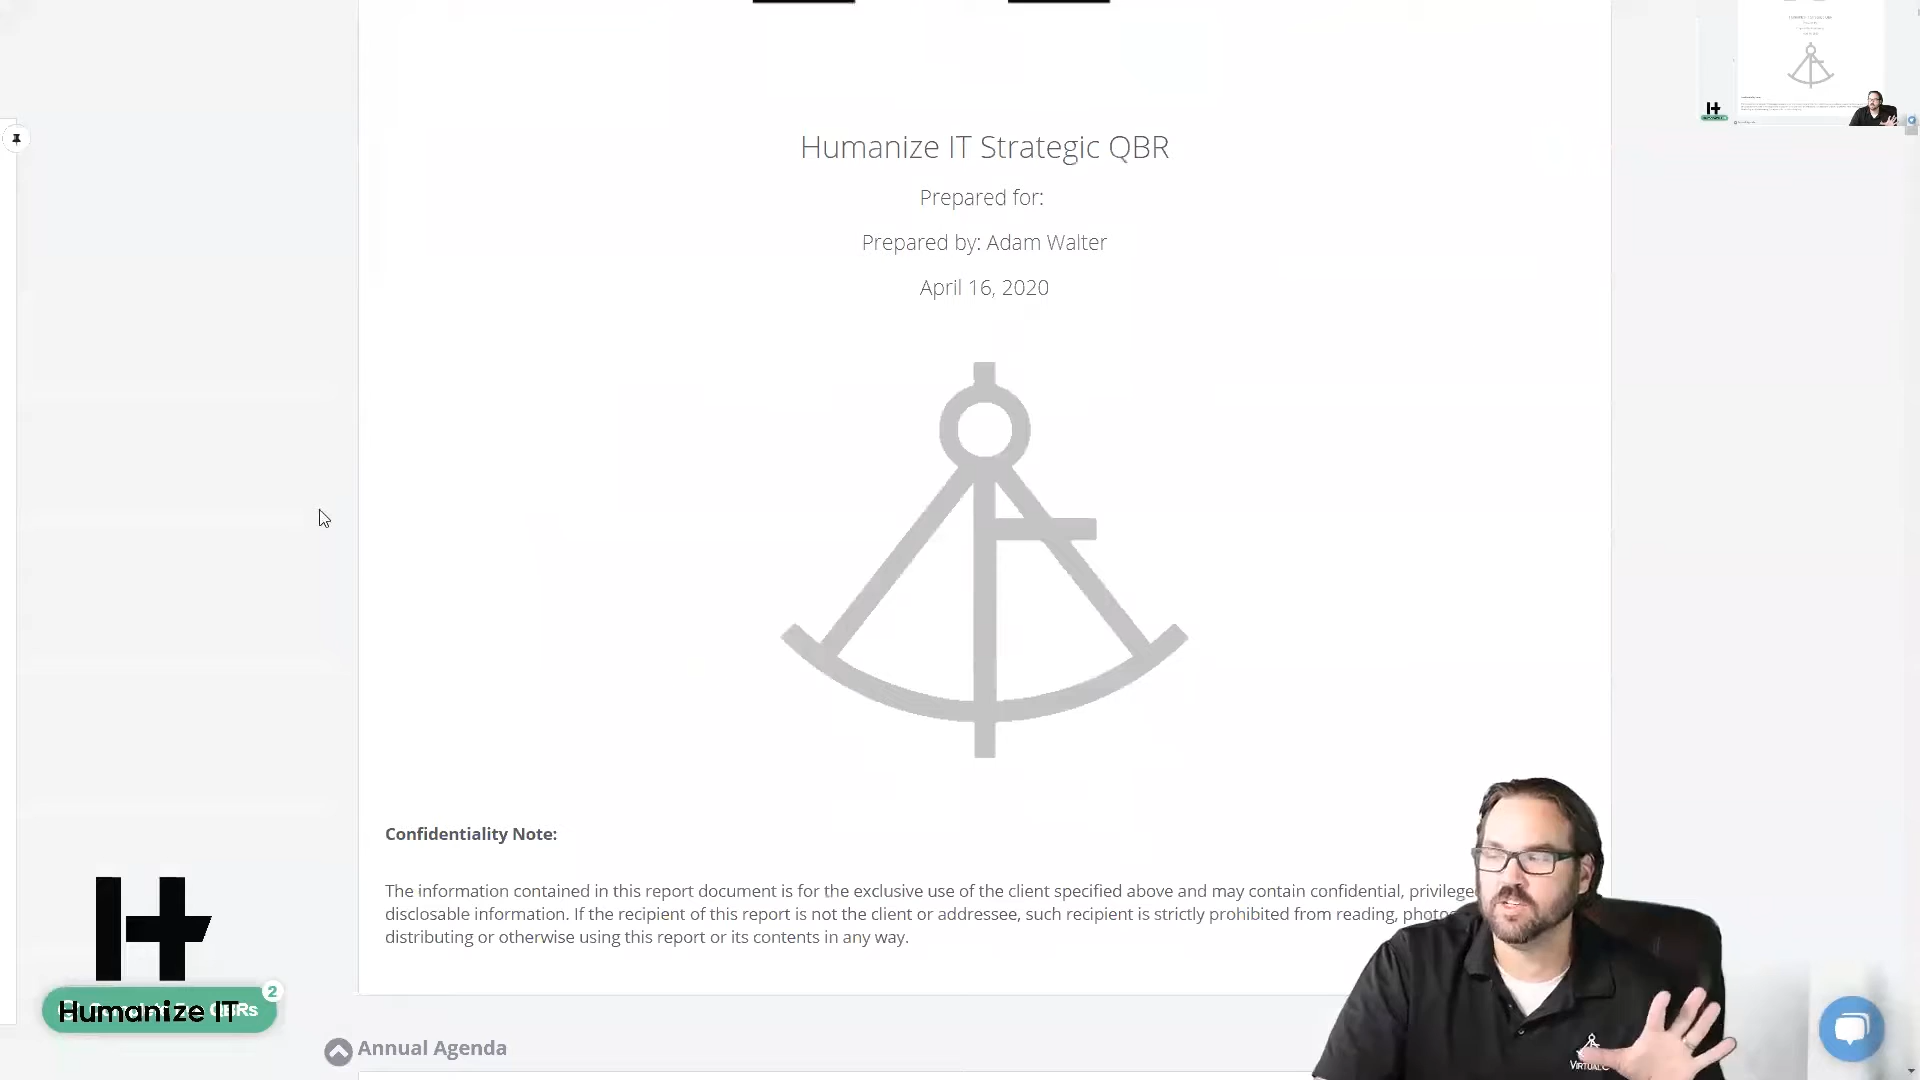 Humanize IT Strategic QBR
Prepared for:
Prepared by: Adam Walter
April 16, 2020
Confidentiality Note:
The information contained in this report document is for the exclusive use of the client specified above and may contain confidential,
disclosable information. If the recipient of this report is not the client or addressee, such recipient is strictly prohibited from reading,
distributing or otherwise using this report or its contents in any way.
2
Humanize IT
QBRs
Annual Agenda